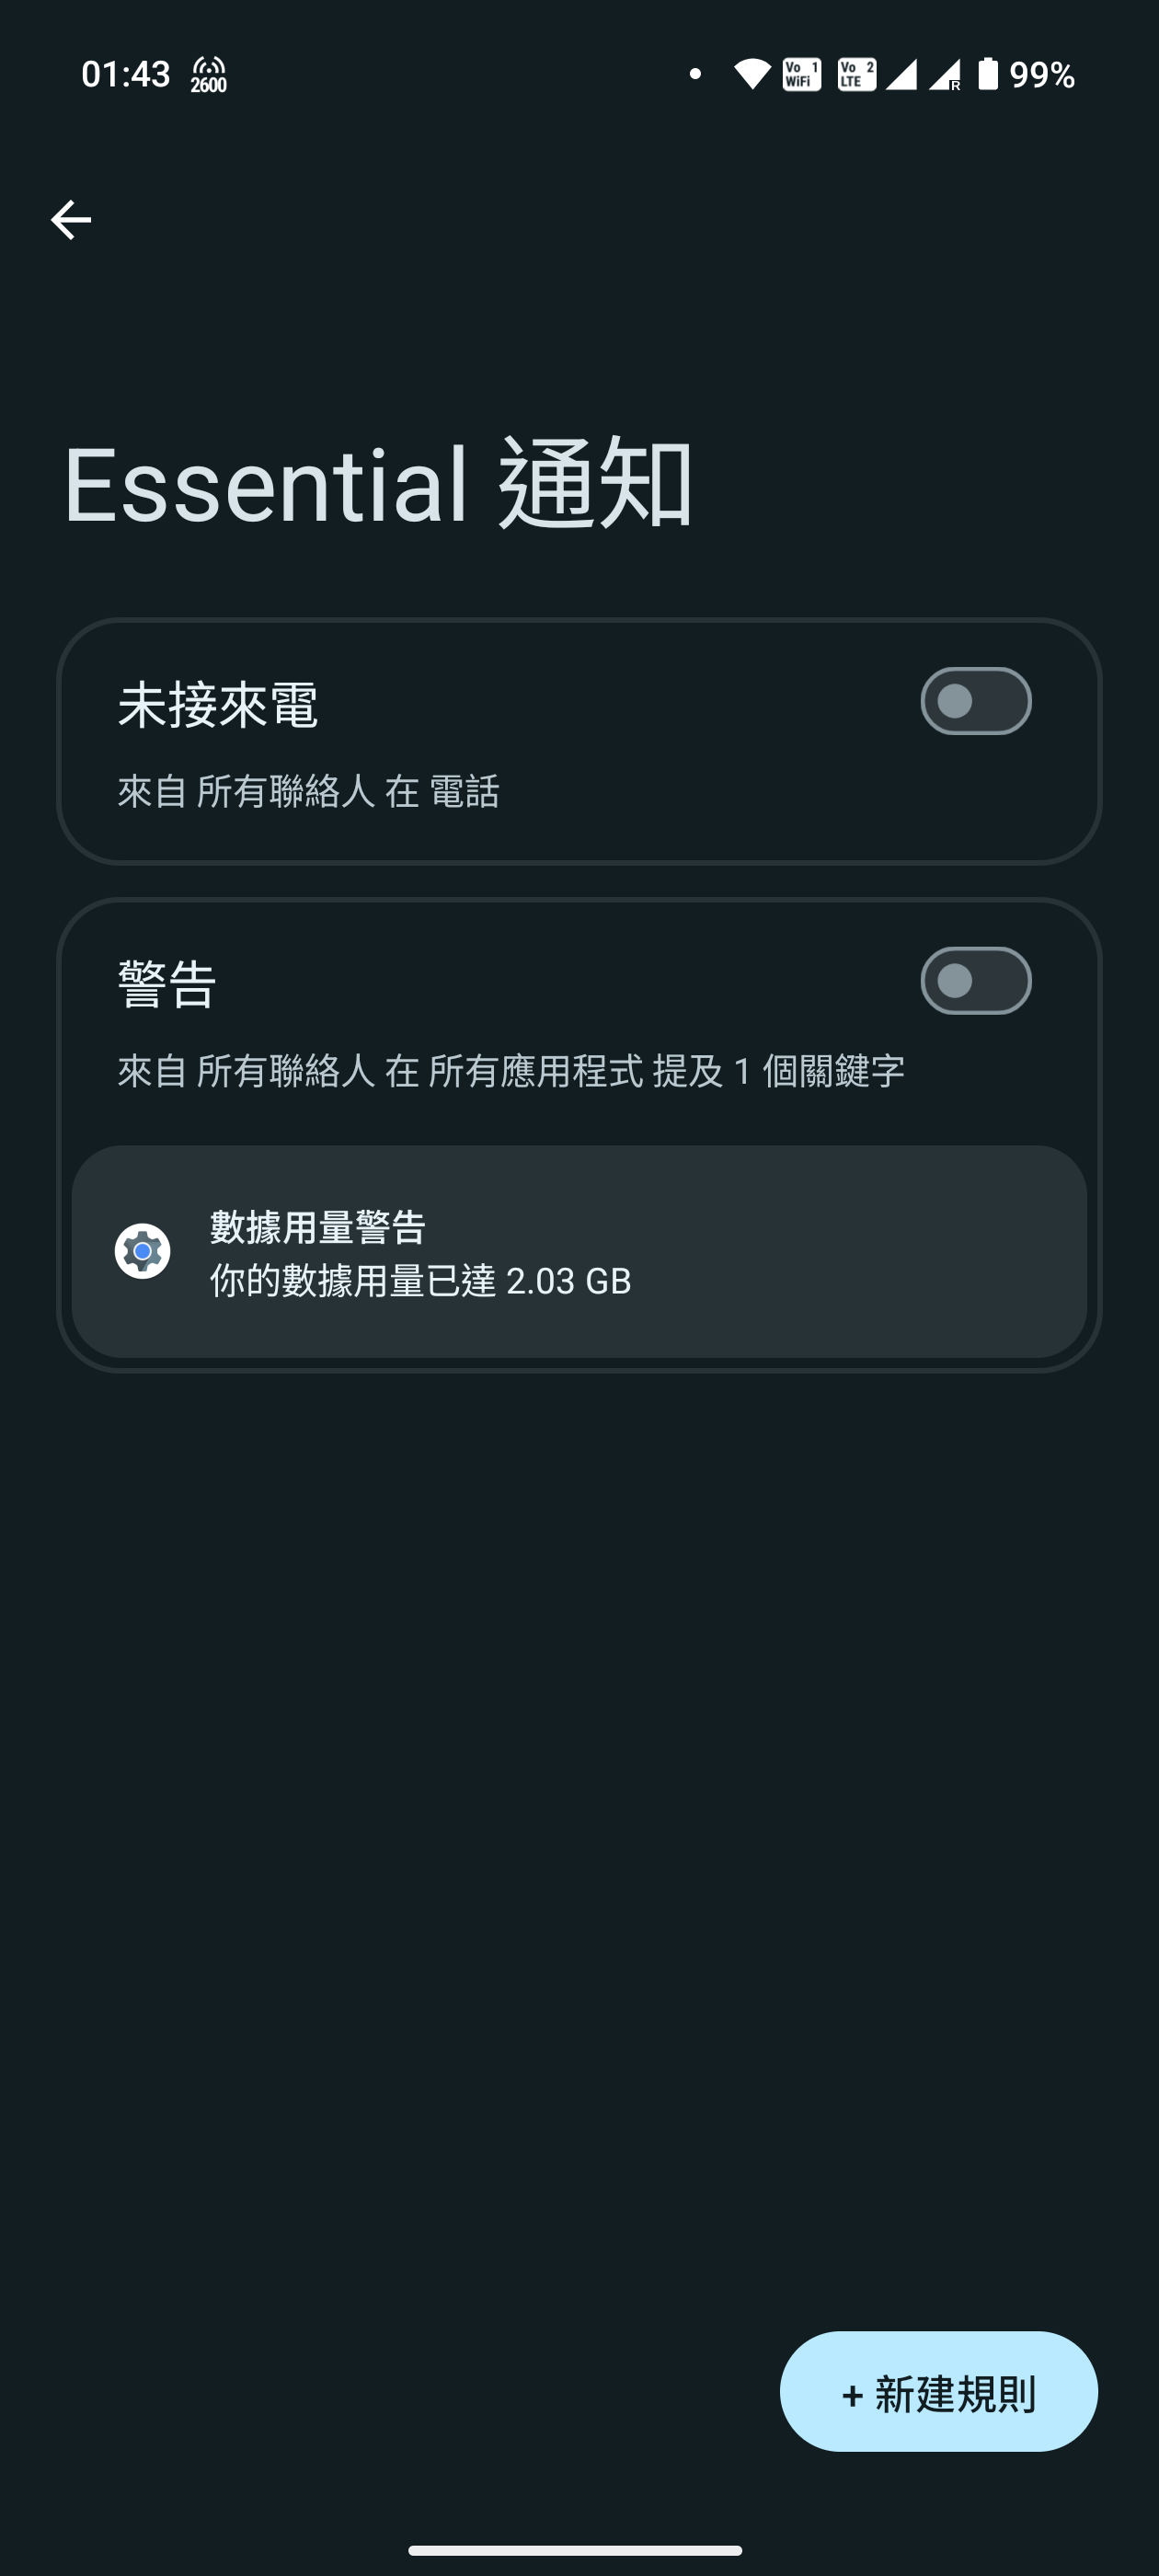 01:43 2600 Vo 1 WiFi Vo 2 LTE R 99%
Essential 通知
未接來電
來自 所有聯絡人 在 電話
警告
來自 所有聯絡人 在 所有應用程式 提及 1 個關鍵字
數據用量警告
你的數據用量已達 2.03 GB
+ 新建規則